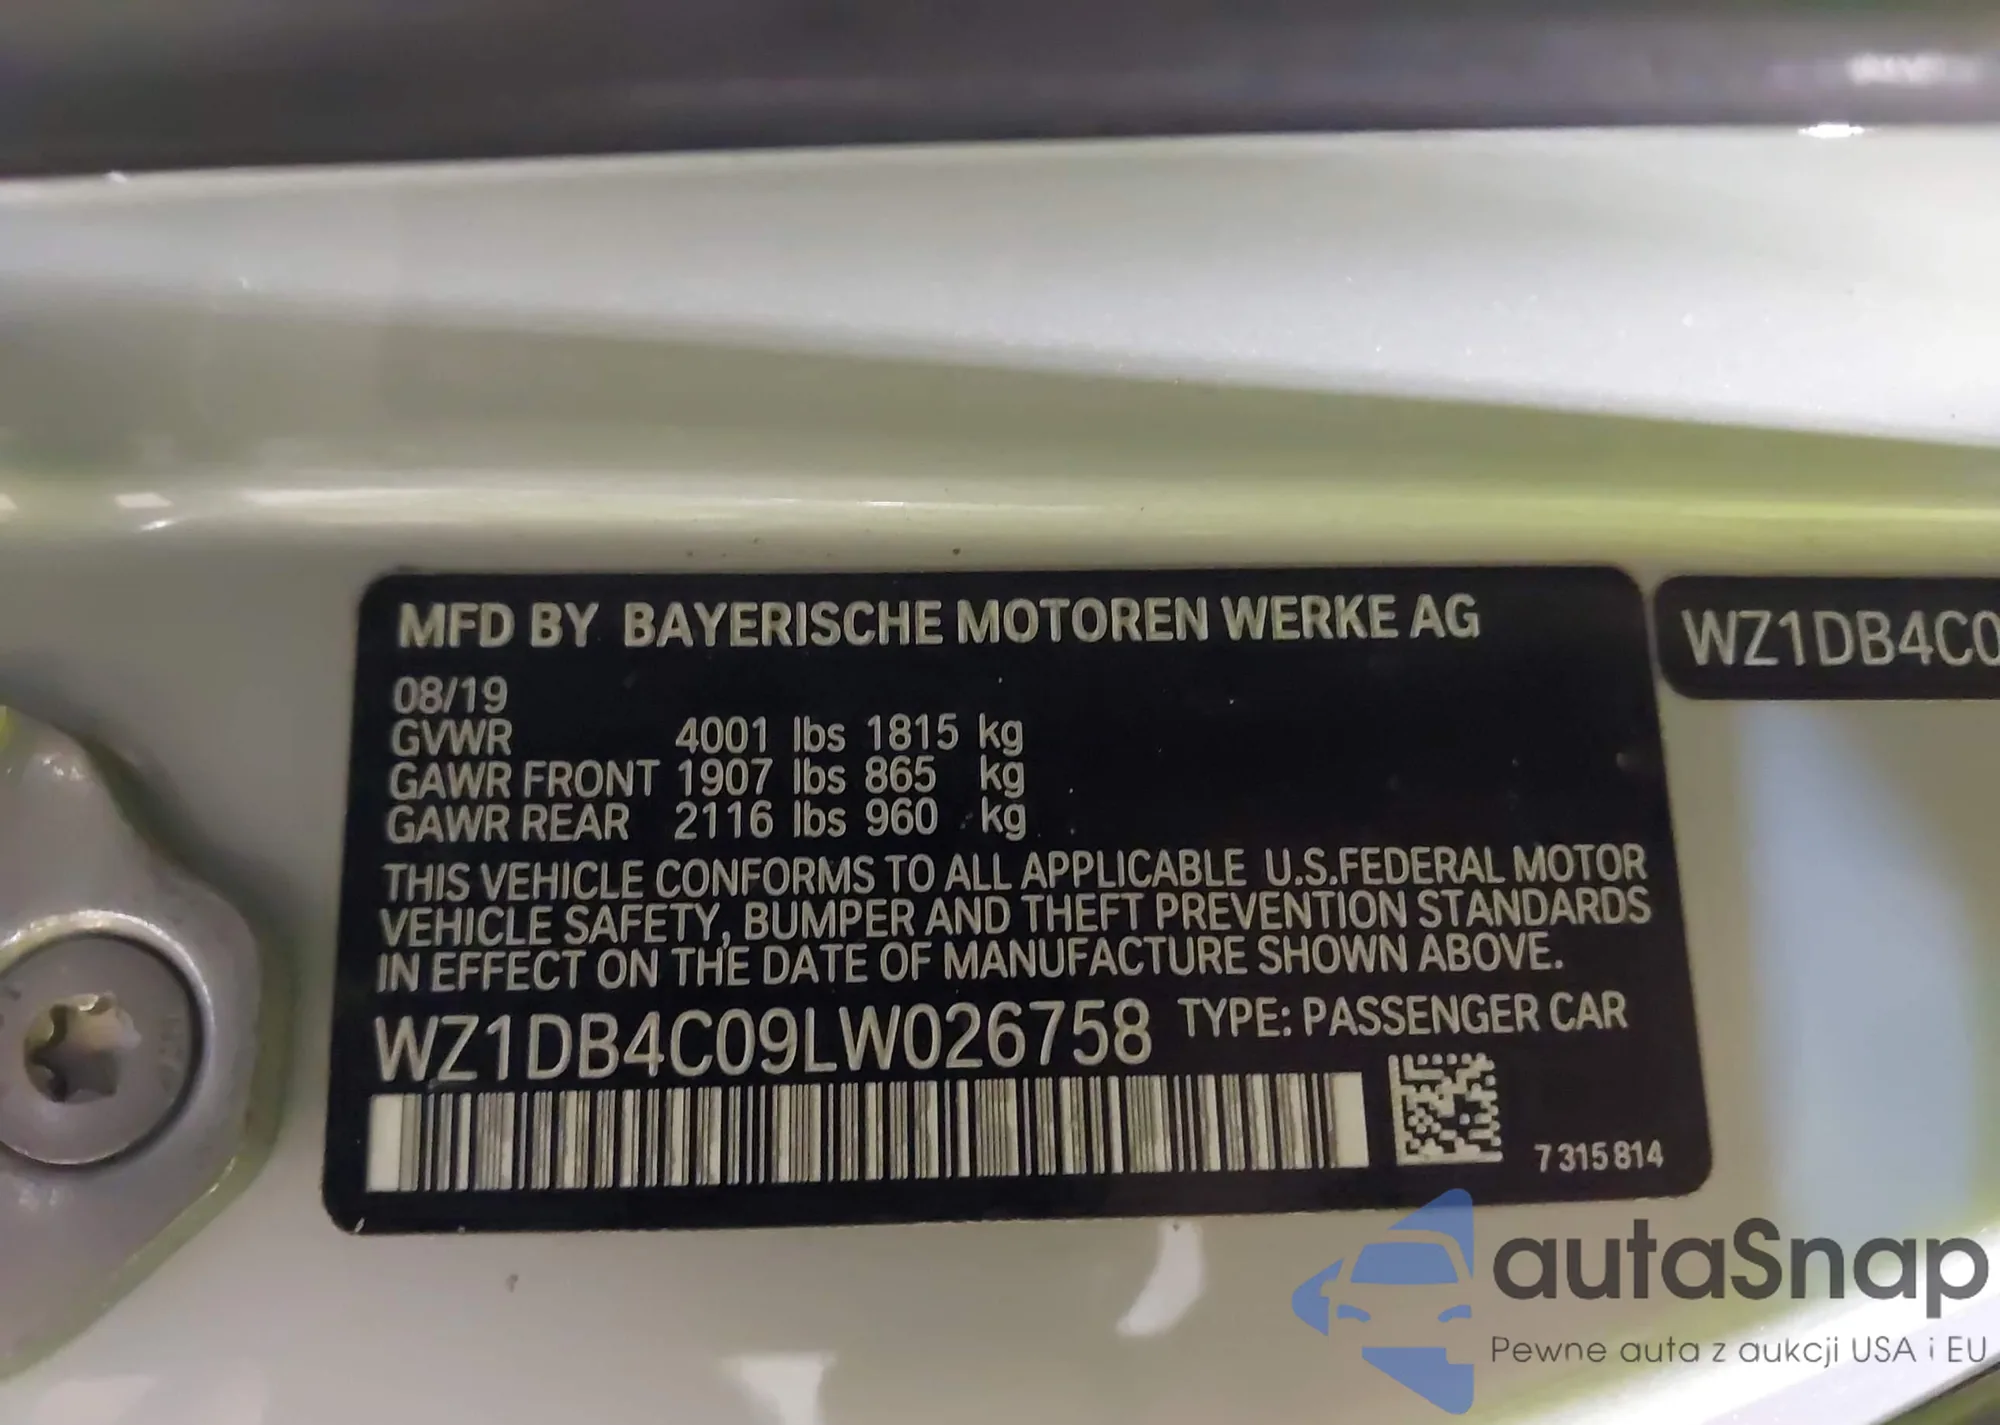 MFD BY BAYERISCHE MOTOREN WERKE AG
08/19
GVWR 4001 lbs 1815 kg
GAWR FRONT 1907 lbs 865 kg
GAWR REAR 2116 lbs 960 kg
THIS VEHICLE CONFORMS TO ALL APPLICABLE U.S.FEDERAL MOTOR
VEHICLE SAFETY, BUMPER AND THEFT PREVENTION STANDARDS
IN EFFECT ON THE DATE OF MANUFACTURE SHOWN ABOVE.
WZ1DB4C09LW026758 TYPE: PASSENGER CAR
7315814
WZ1DB4C0
autaSnap
Pewne auta z aukcji USA i EU